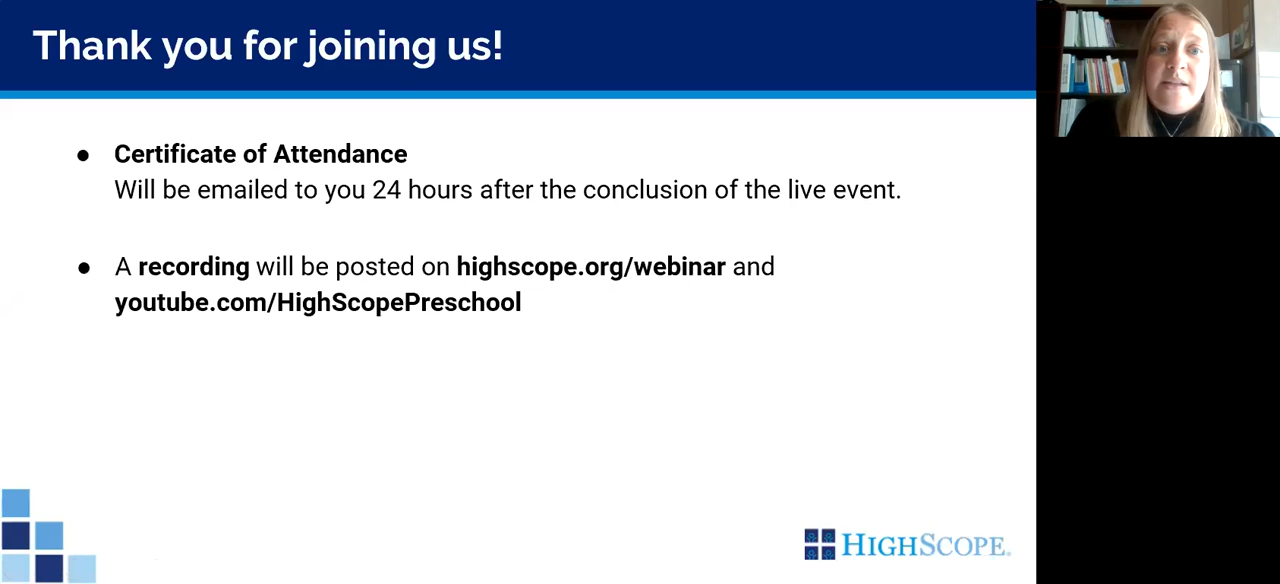 Thank you for joining us!
● Certificate of Attendance
Will be emailed to you 24 hours after the conclusion of the live event.
● A recording will be posted on highscope.org/webinar and
youtube.com/HighScopePreschool
HIGHSCOPE®